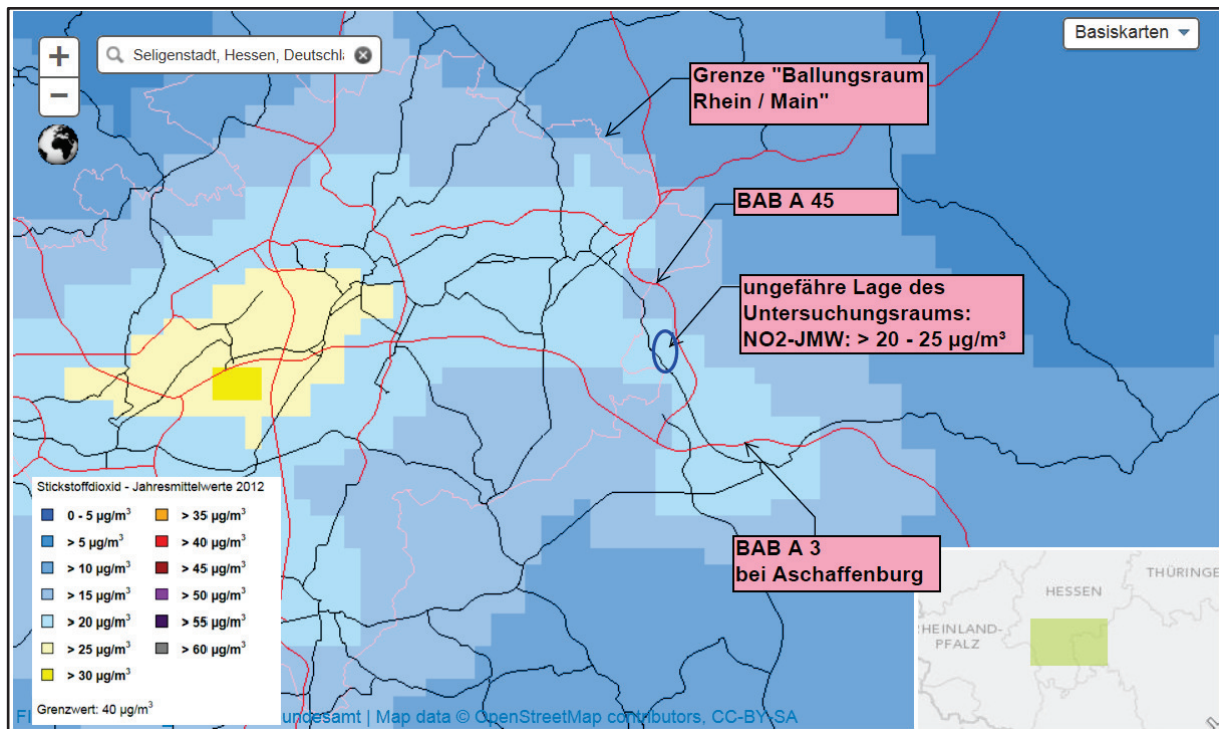 +
−
Seligenstadt, Hessen, Deutschl
Basiskarten
Grenze "Ballungsraum
Rhein / Main"
BAB A 45
ungefähre Lage des
Untersuchungsraums:
NO2-JMW: > 20 - 25 µg/m³
BAB A 3
bei Aschaffenburg
Stickstoffdioxid - Jahresmittelwerte 2012
0 - 5 µg/m³
> 5 µg/m³
> 10 µg/m³
> 15 µg/m³
> 20 µg/m³
> 25 µg/m³
> 30 µg/m³
> 35 µg/m³
> 40 µg/m³
> 45 µg/m³
> 50 µg/m³
> 55 µg/m³
> 60 µg/m³
Grenzwert: 40 µg/m³
undesamt | Map data © OpenStreetMap contributors, CC-BY-SA
HESSEN
THÜRINGE
RHEINLAND-
PFALZ